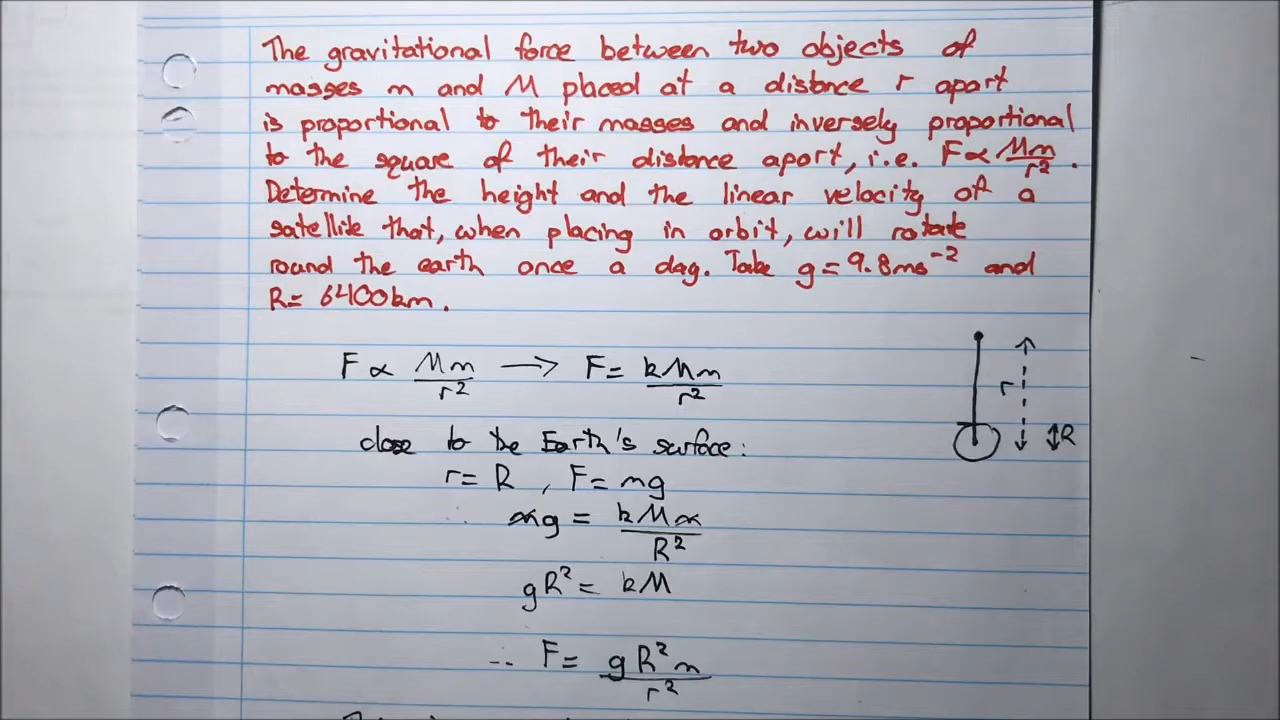 The gravitational force between two objects of
masses m and M placed at a distance r apart
is proportional to their masses and inversely proportional
to the square of their distance apart, i.e. F ∝ Mm/r².
Determine the height and the linear velocity of a
satellite that, when placing in orbit, will rotate
round the earth once a day. Take g = 9.8ms⁻² and
R = 6400km.
F ∝ Mm/r² → F = kMm/r²
r
R
close to the Earth's surface:
r = R , F = mg
mg = kMm/R²
gR² = kM
∴ F = gR²m/r²